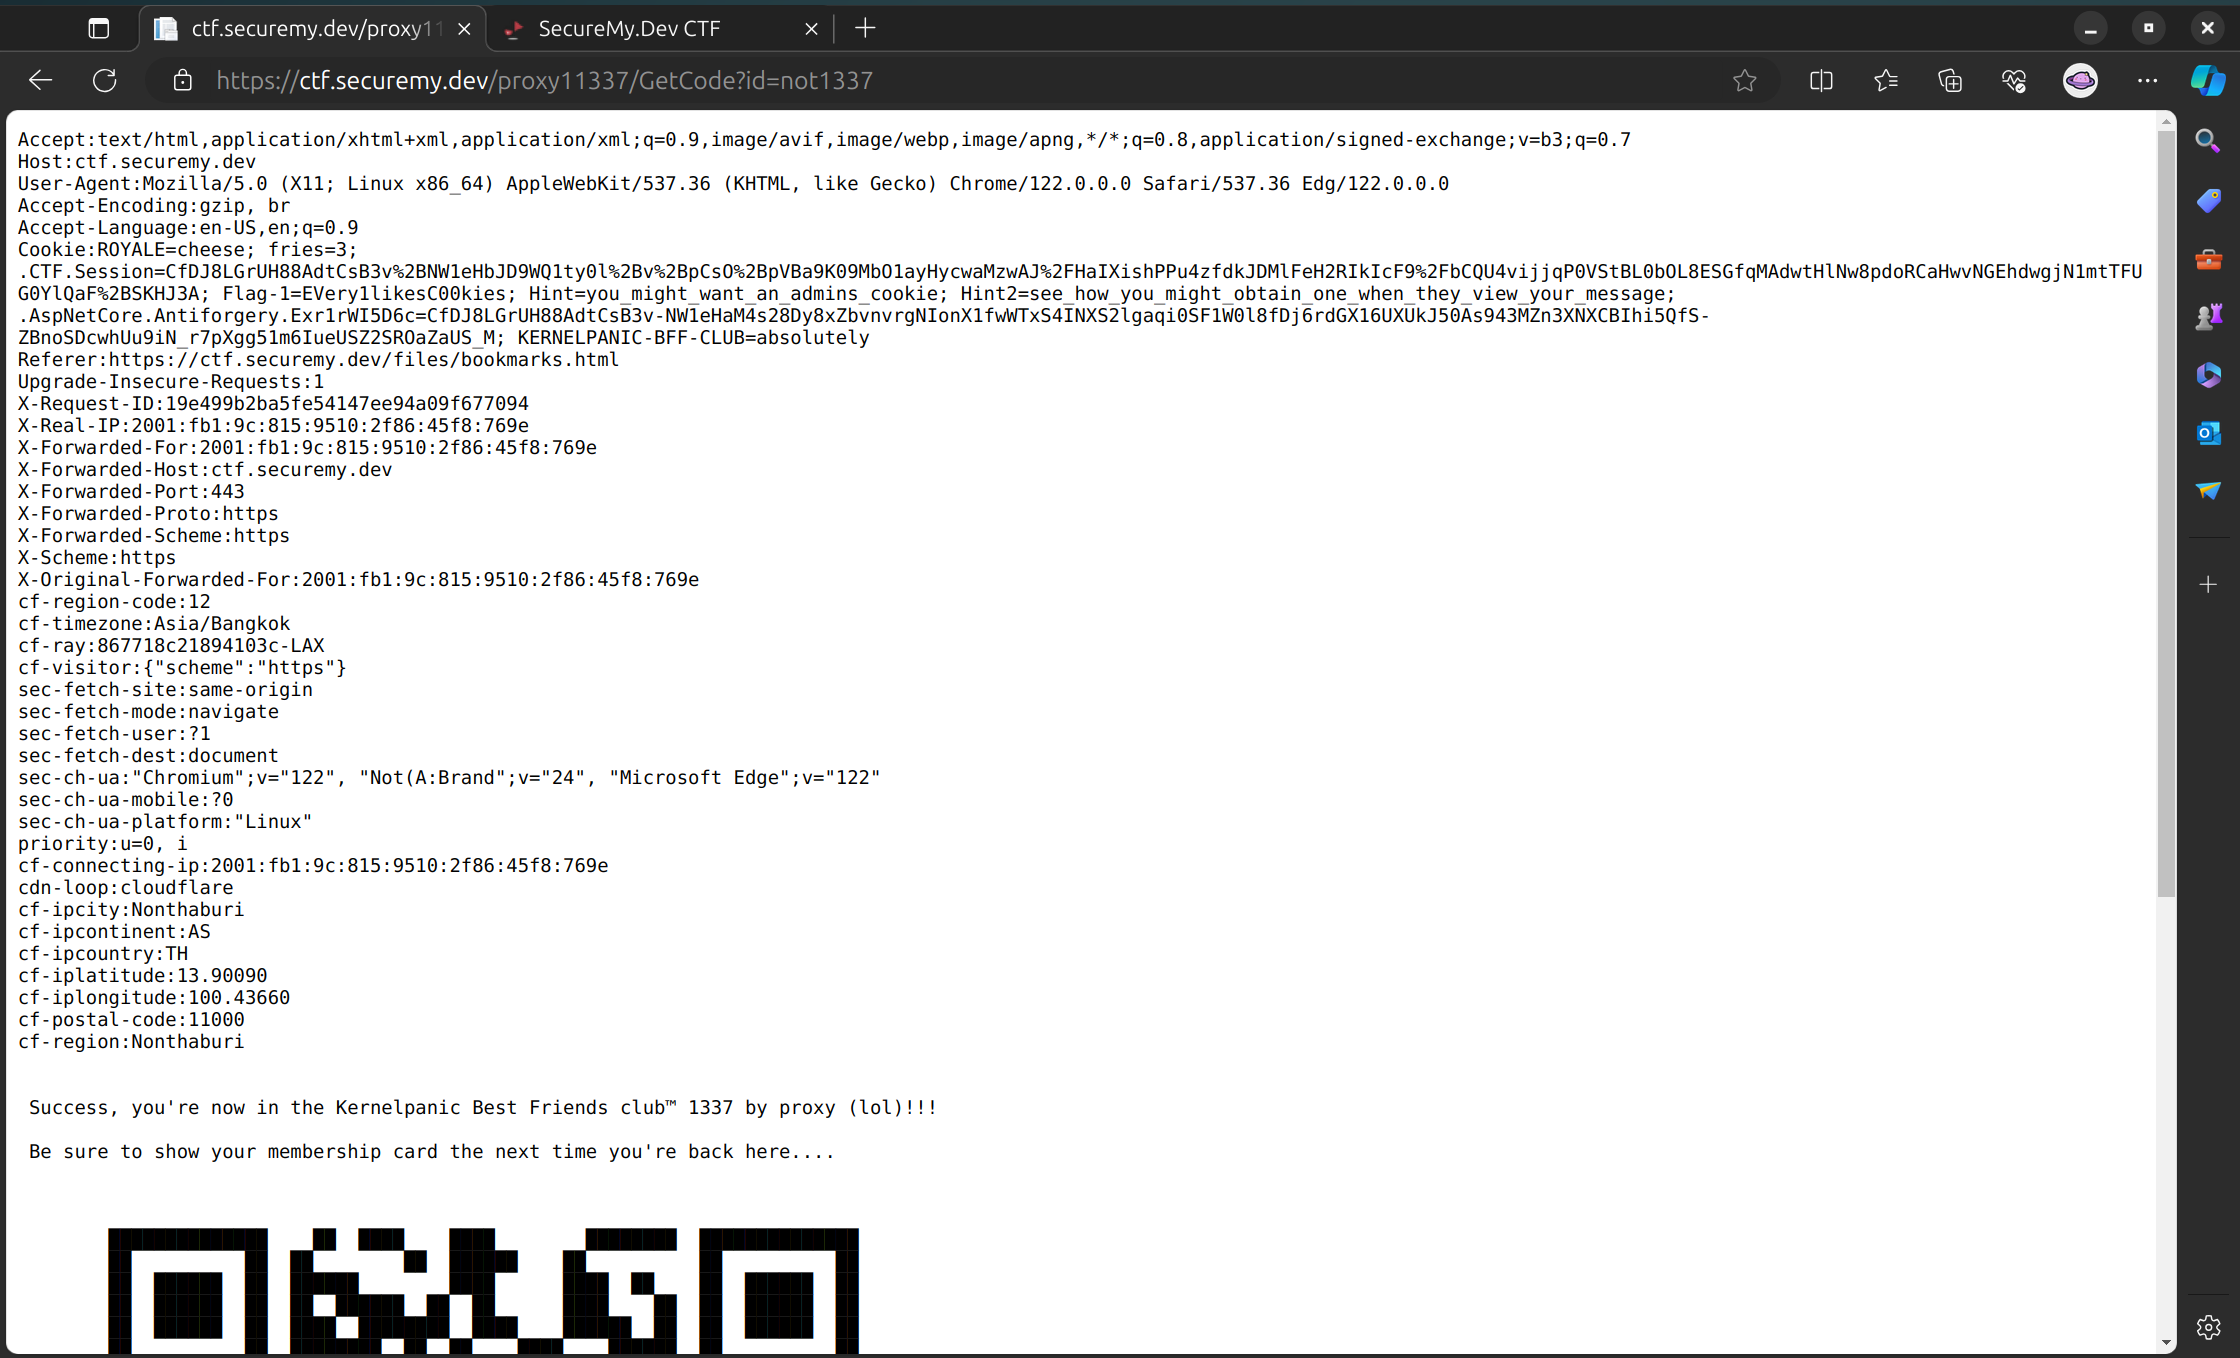 ctf.securemy.dev/proxy11
SecureMy.Dev CTF
https://ctf.securemy.dev/proxy11337/GetCode?id=not1337
Accept:text/html,application/xhtml+xml,application/xml;q=0.9,image/avif,image/webp,image/apng,*/*;q=0.8,application/signed-exchange;v=b3;q=0.7
Host:ctf.securemy.dev
User-Agent:Mozilla/5.0 (X11; Linux x86_64) AppleWebKit/537.36 (KHTML, like Gecko) Chrome/122.0.0.0 Safari/537.36 Edg/122.0.0.0
Accept-Encoding:gzip, br
Accept-Language:en-US,en;q=0.9
Cookie:ROYALE=cheese; fries=3;
.CTF.Session=CfDJ8LGrUH88AdtCsB3v%2BNW1eHbJD9WQ1ty0l%2Bv%2BpCsO%2BpVBa9K09MbO1ayHycwaMzwAJ%2FHaIXishPPu4zfdkJDMlFeH2RIkIcF9%2FbCQU4vijjqP0VStBL0bOL8ESGfqMAdwtHlNw8pdoRCaHwvNGEhdwgjN1mtTFU
G0YlQaF%2BSKHJ3A; Flag-1=EVery1likesC00kies; Hint=you_might_want_an_admins_cookie; Hint2=see_how_you_might_obtain_one_when_they_view_your_message;
.AspNetCore.Antiforgery.Exr1rWI5D6c=CfDJ8LGrUH88AdtCsB3v-NW1eHaM4s28Dy8xZbvnvrgNIonX1fwWTxS4INXS2lgaqi0SF1W0l8fDj6rdGX16UXUkJ50As943MZn3XNXCBIhi5QfS-
ZBnoSDcwhUu9iN_r7pXgg51m6IueUSZ2SROaZaUS_M; KERNELPANIC-BFF-CLUB=absolutely
Referer:https://ctf.securemy.dev/files/bookmarks.html
Upgrade-Insecure-Requests:1
X-Request-ID:19e499b2ba5fe54147ee94a09f677094
X-Real-IP:2001:fb1:9c:815:9510:2f86:45f8:769e
X-Forwarded-For:2001:fb1:9c:815:9510:2f86:45f8:769e
X-Forwarded-Host:ctf.securemy.dev
X-Forwarded-Port:443
X-Forwarded-Proto:https
X-Forwarded-Scheme:https
X-Scheme:https
X-Original-Forwarded-For:2001:fb1:9c:815:9510:2f86:45f8:769e
cf-region-code:12
cf-timezone:Asia/Bangkok
cf-ray:867718c21894103c-LAX
cf-visitor:{"scheme":"https"}
sec-fetch-site:same-origin
sec-fetch-mode:navigate
sec-fetch-user:?1
sec-fetch-dest:document
sec-ch-ua:"Chromium";v="122", "Not(A:Brand";v="24", "Microsoft Edge";v="122"
sec-ch-ua-mobile:?0
sec-ch-ua-platform:"Linux"
priority:u=0, i
cf-connecting-ip:2001:fb1:9c:815:9510:2f86:45f8:769e
cdn-loop:cloudflare
cf-ipcity:Nonthaburi
cf-ipcontinent:AS
cf-ipcountry:TH
cf-iplatitude:13.90090
cf-iplongitude:100.43660
cf-postal-code:11000
cf-region:Nonthaburi
Success, you're now in the Kernelpanic Best Friends club™ 1337 by proxy (lol)!!!
Be sure to show your membership card the next time you're back here....